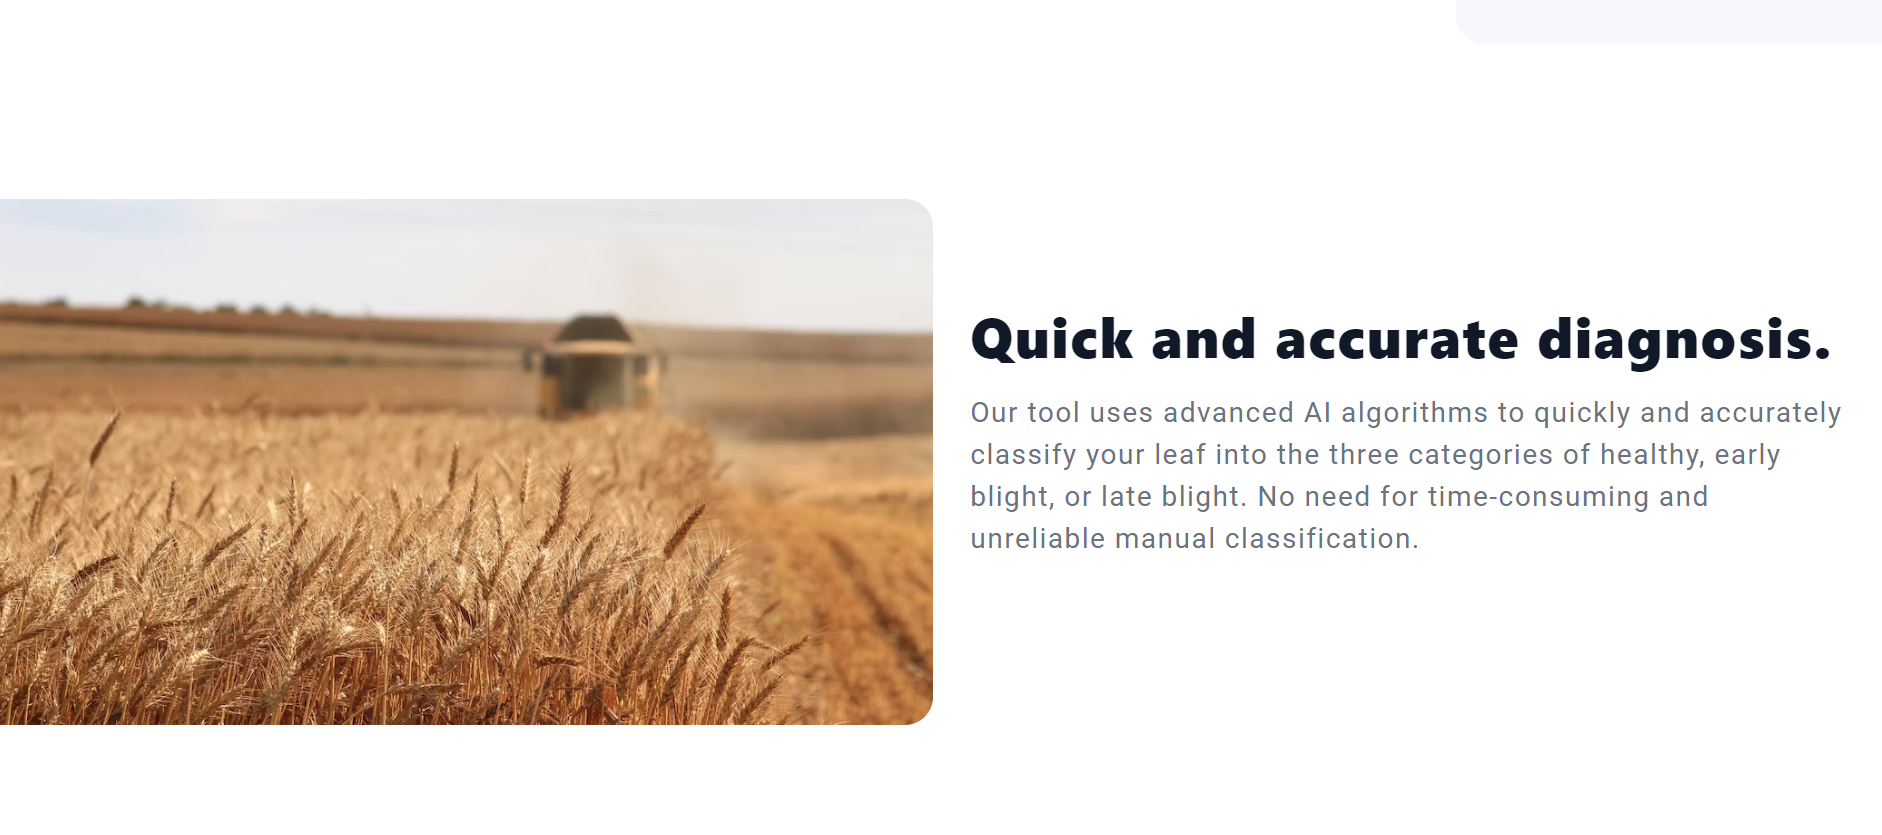 Quick and accurate diagnosis.
Our tool uses advanced AI algorithms to quickly and accurately
classify your leaf into the three categories of healthy, early
blight, or late blight. No need for time-consuming and
unreliable manual classification.